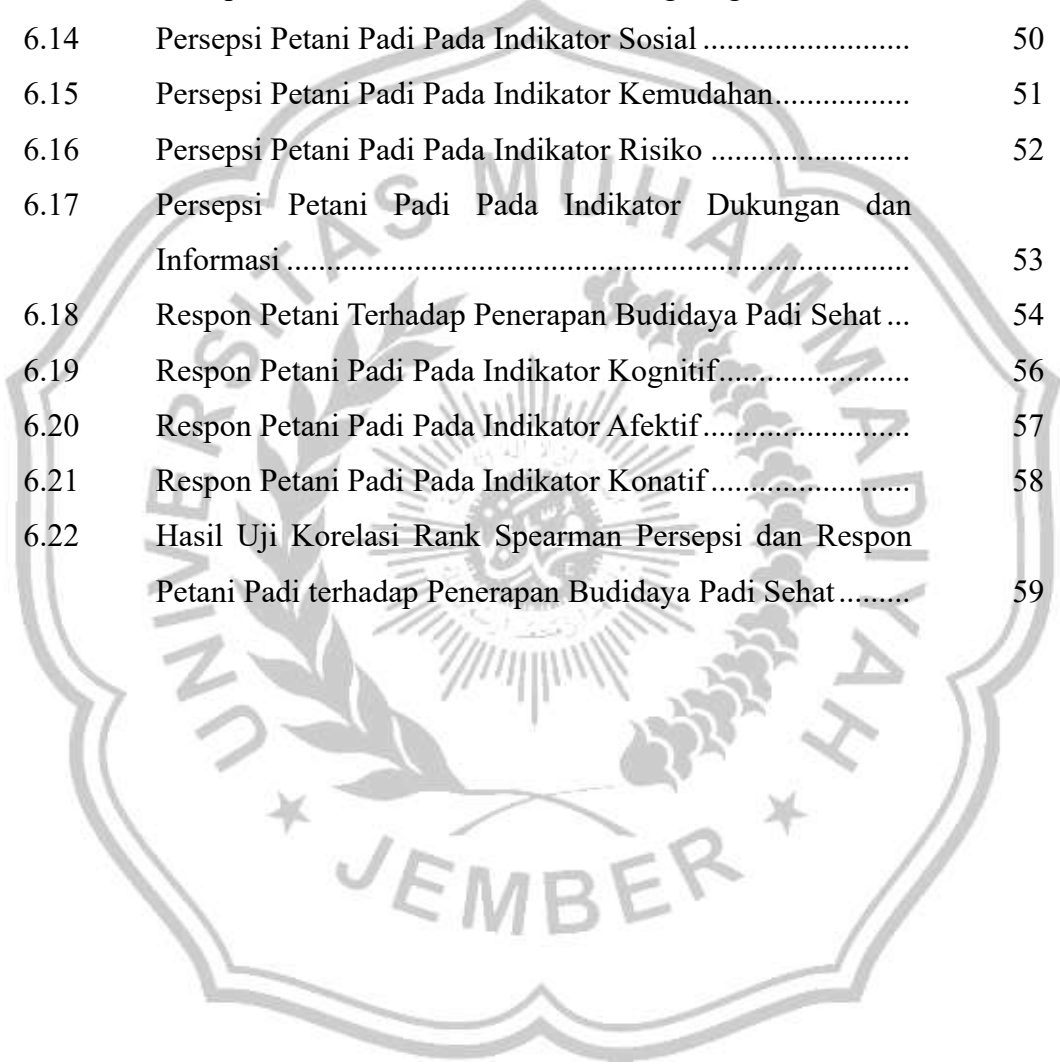 6.14 Persepsi Petani Padi Pada Indikator Sosial ......................... 50
6.15 Persepsi Petani Padi Pada Indikator Kemudahan................. 51
6.16 Persepsi Petani Padi Pada Indikator Risiko ........................ 52
6.17 Persepsi Petani Padi Pada Indikator Dukungan dan
Informasi ........................................................................... 53
6.18 Respon Petani Terhadap Penerapan Budidaya Padi Sehat ... 54
6.19 Respon Petani Padi Pada Indikator Kognitif....................... 56
6.20 Respon Petani Padi Pada Indikator Afektif ......................... 57
6.21 Respon Petani Padi Pada Indikator Konatif ........................ 58
6.22 Hasil Uji Korelasi Rank Spearman Persepsi dan Respon
Petani Padi terhadap Penerapan Budidaya Padi Sehat ......... 59
UNIVERSITAS MUHAMMADIYAH
JEMBER